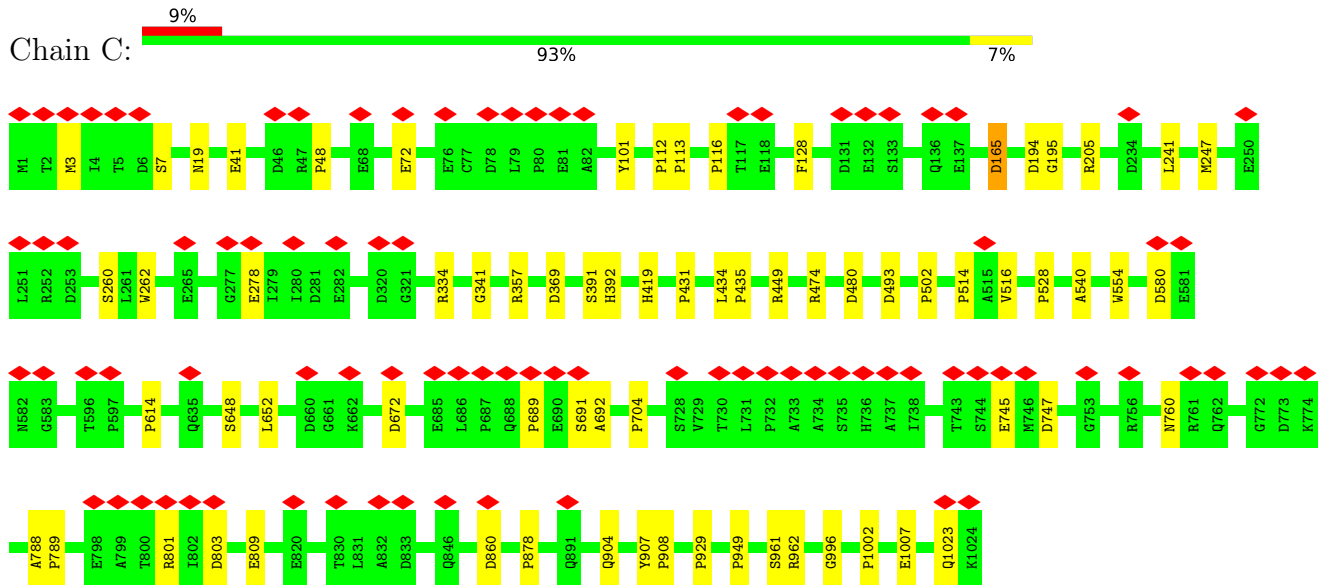 9%
Chain C:
93% 7%
M1 T2 M3 I4 T5 D6 S7 N19 E41 D46 R47 P48 E68 E72 E76 C77 D78 L79 P80 E81 A82 Y101 P112 P113 P116 T117 E118 F128 D131 E132 S133 Q136 E137 D165 D194 G195 R205 D234 L241 M247 E250
L251 R252 D253 S260 L261 W262 E265 G277 E278 I279 I280 D281 E282 D320 G321 R334 G341 R357 D369 S391 H392 H419 P431 L434 P435 R449 R474 D480 D493 P502 P514 A515 V516 P528 A540 W554 D580 E581
N582 G583 T596 P597 P614 Q635 S648 L652 D660 G661 K662 D672 E685 L686 P687 Q688 P689 E690 S691 A692 P704 S728 V729 T730 L731 P732 A733 A734 S735 H736 A737 I738 T743 S744 E745 M746 D747 G753 R756 N760 R761 Q762 G772 D773 K774
A788 P789 E798 A799 T800 R801 I802 D803 E809 E820 T830 L831 A832 D833 Q846 D860 P878 Q891 Q904 Y907 P908 P929 P949 S961 R962 G996 P1002 E1007 Q1023 K1024